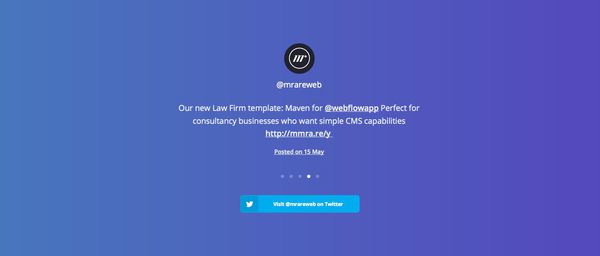 mr
@mrareweb
Our new Law Firm template: Maven for @webflowapp Perfect for
consultancy businesses who want simple CMS capabilities
http://mmra.re/y
Posted on 15 May
Visit @mrareweb on Twitter